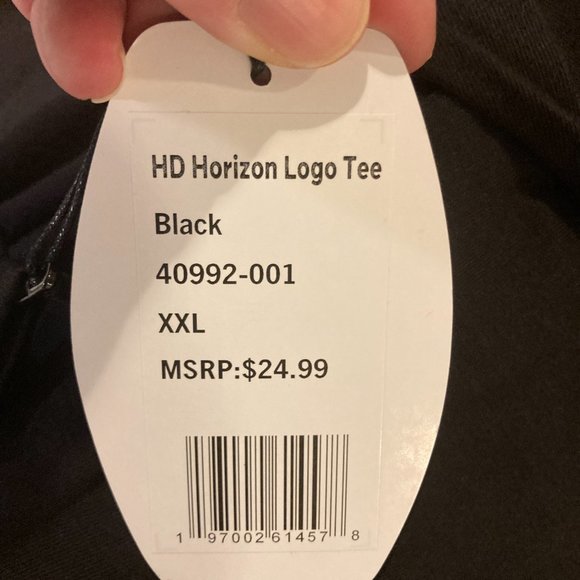 HD Horizon Logo Tee
Black
40992-001
XXL
MSRP:$24.99
1 97002 61457 8